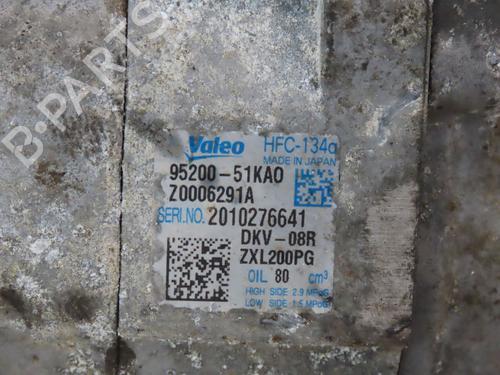 B-PARTS
Valeo HFC-134a
MADE IN JAPAN
95200-51KA0
Z0006291A
SERI.NO. 2010276641
DKV-08R
ZXL200PG
OIL 80 cm³
HIGH SIDE 2.9 MPaG
LOW SIDE 1.5 MPaG